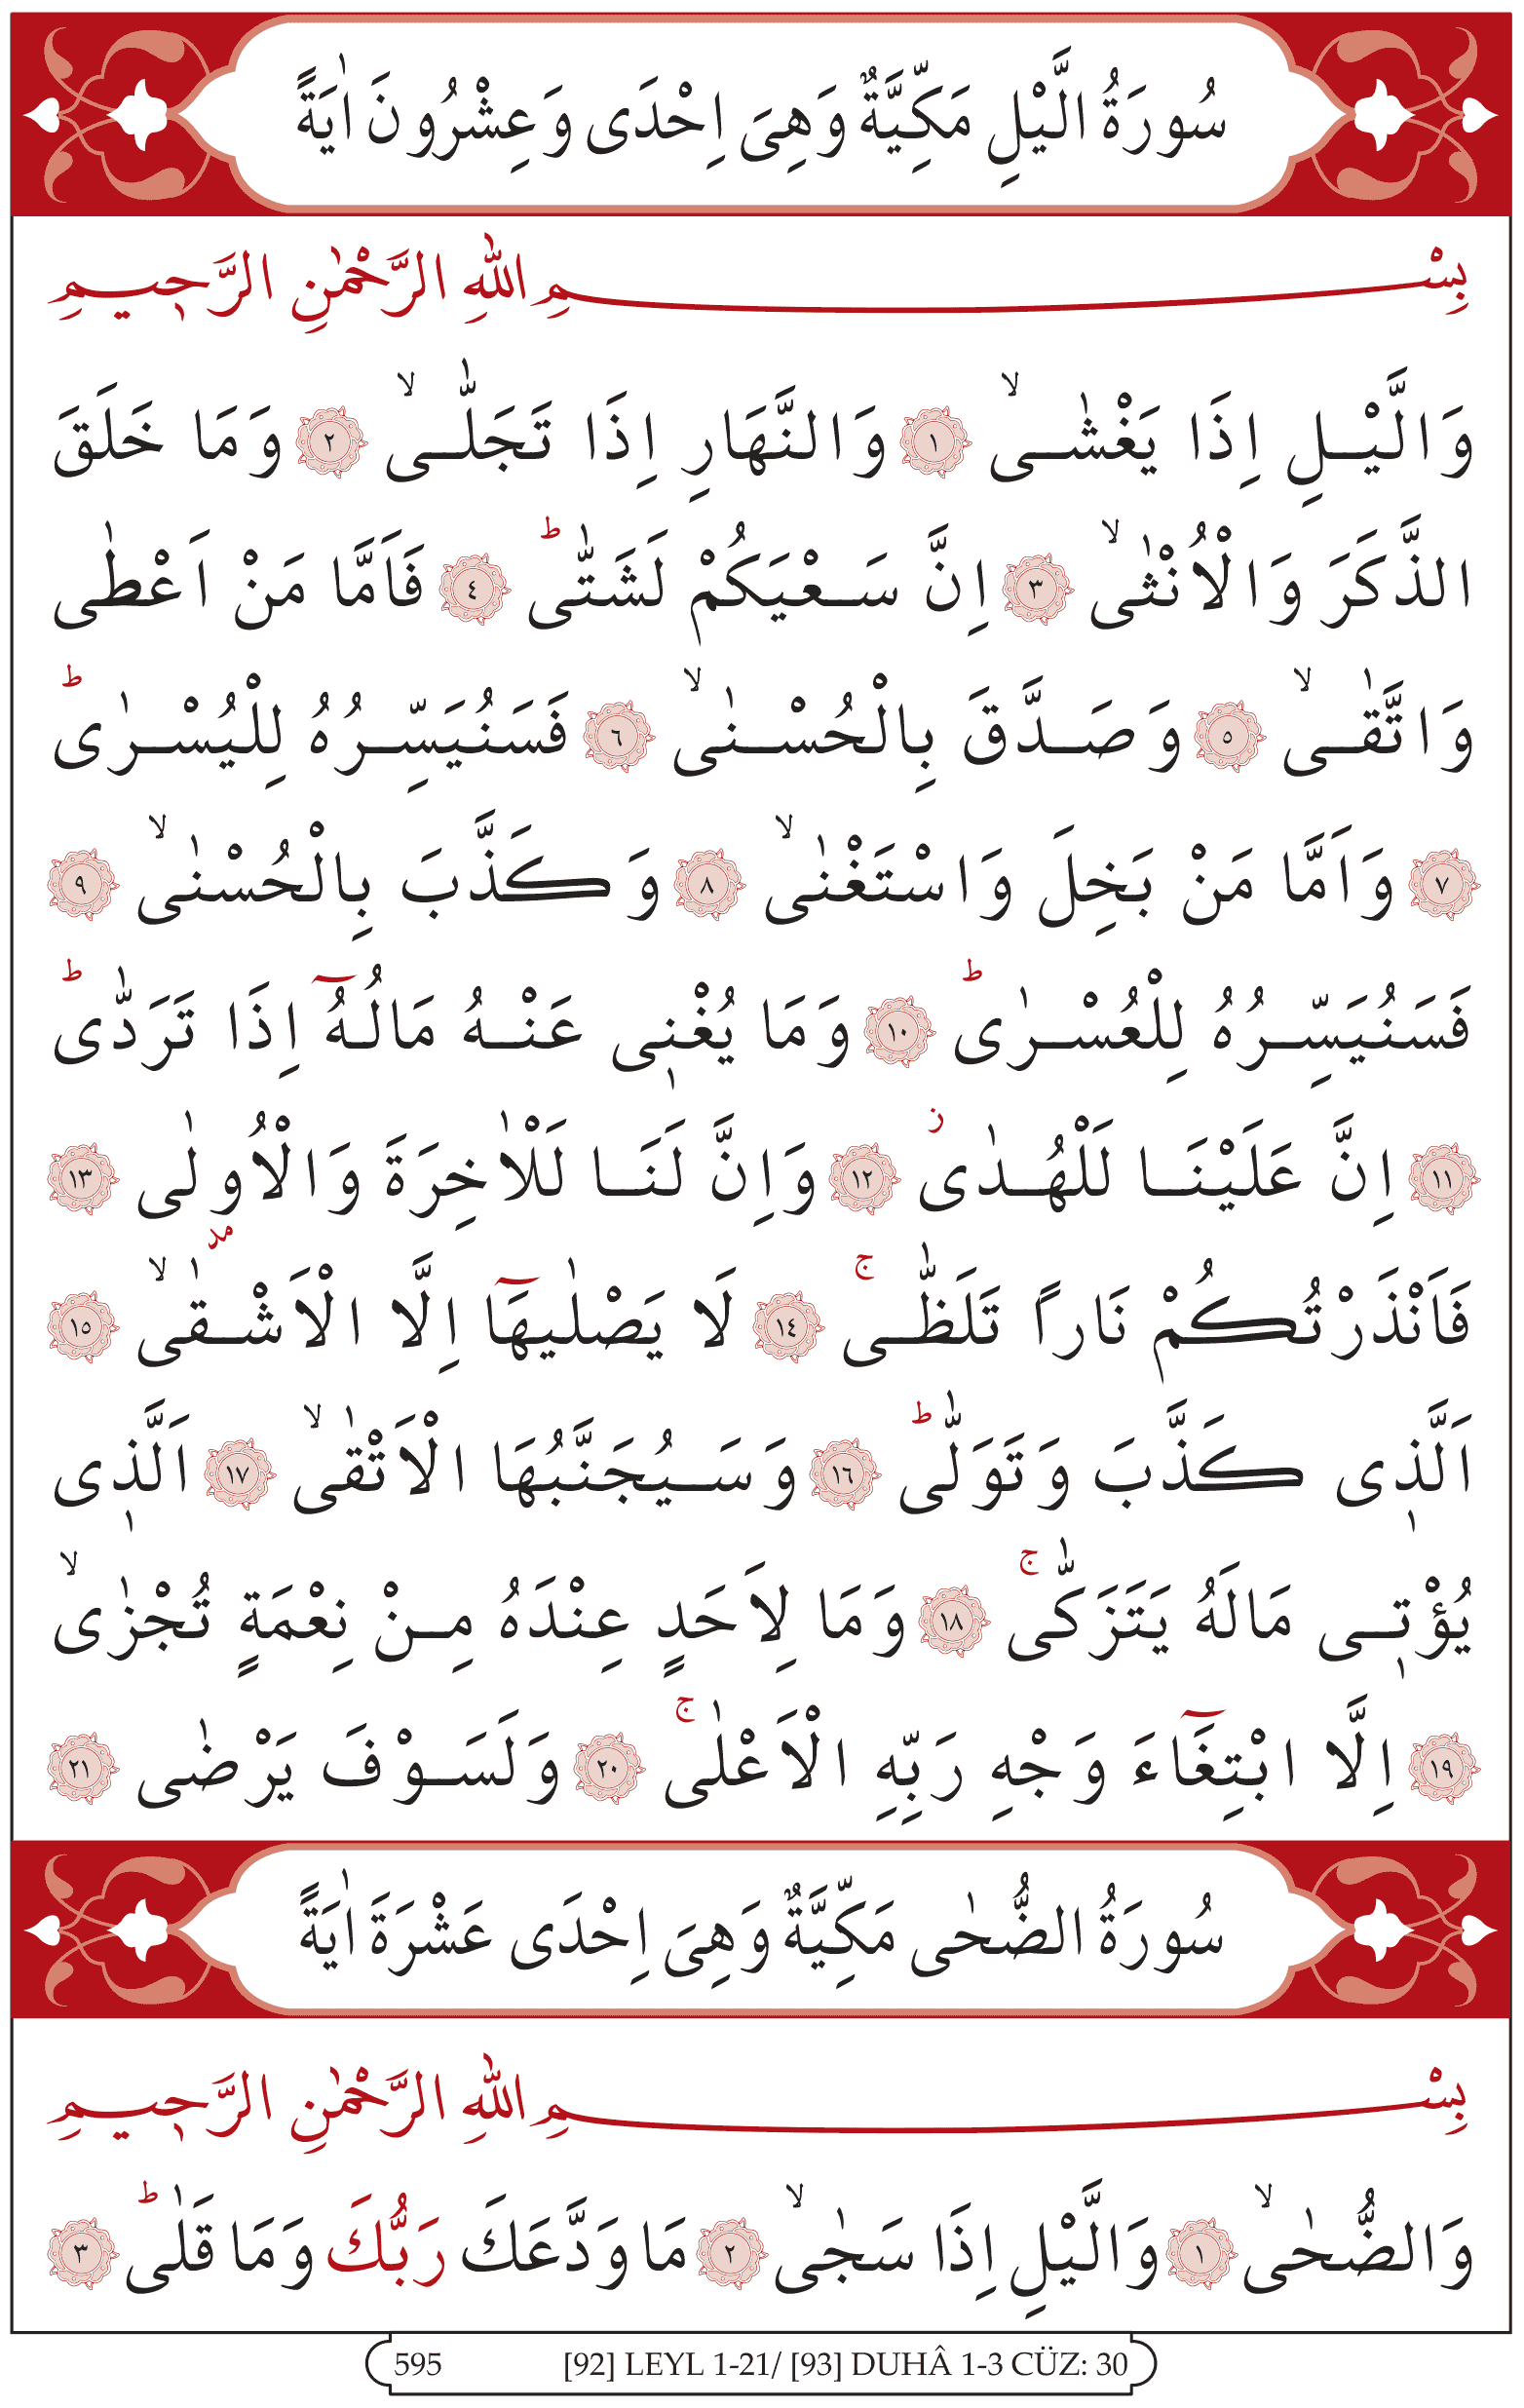 سُورَةُ الَّيْلِ مَكِّيَّةٌ وَهِىَ اِحْدَى وَعِشْرُونَ اٰيَةً
بِسْمِ اللّٰهِ الرَّحْمٰنِ الرَّح۪يمِ
وَالَّيْلِ اِذَا يَغْشٰىۙ ﴿١﴾ وَالنَّهَارِ اِذَا تَجَلّٰىۙ ﴿٢﴾ وَمَا خَلَقَ
الذَّكَرَ وَالْاُنْثٰىۙ ﴿٣﴾ اِنَّ سَعْيَكُمْ لَشَتّٰىۜ ﴿٤﴾ فَاَمَّا مَنْ اَعْطٰى
وَاتَّقٰىۙ ﴿٥﴾ وَصَدَّقَ بِالْحُسْنٰىۙ ﴿٦﴾ فَسَنُيَسِّرُهُ لِلْيُسْرٰىۜ
﴿٧﴾ وَاَمَّا مَنْ بَخِلَ وَاسْتَغْنٰىۙ ﴿٨﴾ وَكَذَّبَ بِالْحُسْنٰىۙ ﴿٩﴾
فَسَنُيَسِّرُهُ لِلْعُسْرٰىۜ ﴿١٠﴾ وَمَا يُغْن۪ى عَنْهُ مَالُهُٓ اِذَا تَرَدّٰىۜ
﴿١١﴾ اِنَّ عَلَيْنَا لَلْهُدٰىۘ ﴿١٢﴾ وَاِنَّ لَنَا لَلْاٰخِرَةَ وَالْاُو۫لٰى ﴿١٣﴾
فَاَنْذَرْتُكُمْ نَاراً تَلَظّٰىۚ ﴿١٤﴾ لَا يَصْلٰيهَٓا اِلَّا الْاَشْقٰىۙ ﴿١٥﴾
اَلَّذ۪ى كَذَّبَ وَتَوَلّٰىۜ ﴿١٦﴾ وَسَيُجَنَّبُهَا الْاَتْقٰىۙ ﴿١٧﴾ اَلَّذ۪ى
يُؤْت۪ى مَالَهُ يَتَزَكّٰىۚ ﴿١٨﴾ وَمَا لِاَحَدٍ عِنْدَهُ مِنْ نِعْمَةٍ تُجْزٰىۙ
﴿١٩﴾ اِلَّا ابْتِغَٓاءَ وَجْهِ رَبِّهِ الْاَعْلٰىۚ ﴿٢٠﴾ وَلَسَوْفَ يَرْضٰى ﴿٢١﴾
سُورَةُ الضُّحٰى مَكِّيَّةٌ وَهِىَ اِحْدَى عَشْرَةَ اٰيَةً
بِسْمِ اللّٰهِ الرَّحْمٰنِ الرَّح۪يمِ
وَالضُّحٰىۙ ﴿١﴾ وَالَّيْلِ اِذَا سَجٰىۙ ﴿٢﴾ مَا وَدَّعَكَ رَبُّكَ وَمَا قَلٰىۜ ﴿٣﴾
595 [92] LEYL 1-21/ [93] DUHÂ 1-3 CÜZ: 30